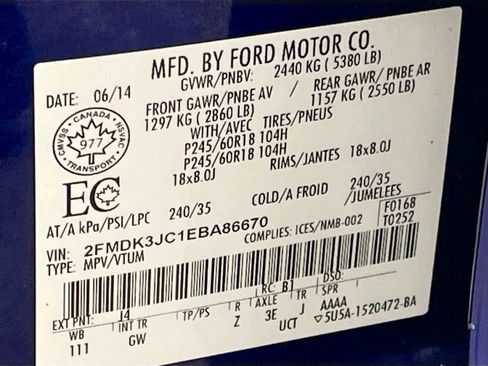 MFD. BY FORD MOTOR CO.
DATE: 06/14
GVWR/PNBV: 2440 KG ( 5380 LB)
FRONT GAWR/PNBE AV / REAR GAWR/ PNBE AR
1297 KG ( 2860 LB) 1157 KG ( 2550 LB)
WITH/AVEC TIRES/PNEUS
P245/60R18 104H
P245/60R18 104H
RIMS/JANTES 18x8.0J
18x8.0J
CMVSS • CANADA • NSVAC
977
TRANSPORT
EC
COLD/A FROID 240/35
/JUMELEES
AT/A kPa/PSI/LPC 240/35
VIN: 2FMDK3JC1EBA86670
TYPE: MPV/VTUM
COMPLIES: ICES/NMB-002
F0168
T0252
EXT PNT: J4 RC: B1 DSO:
WB INT TR TP/PS R AXLE TR SPR
111 GW Z 3E J AAAA
UCT ▽5U5A-1520472-BA